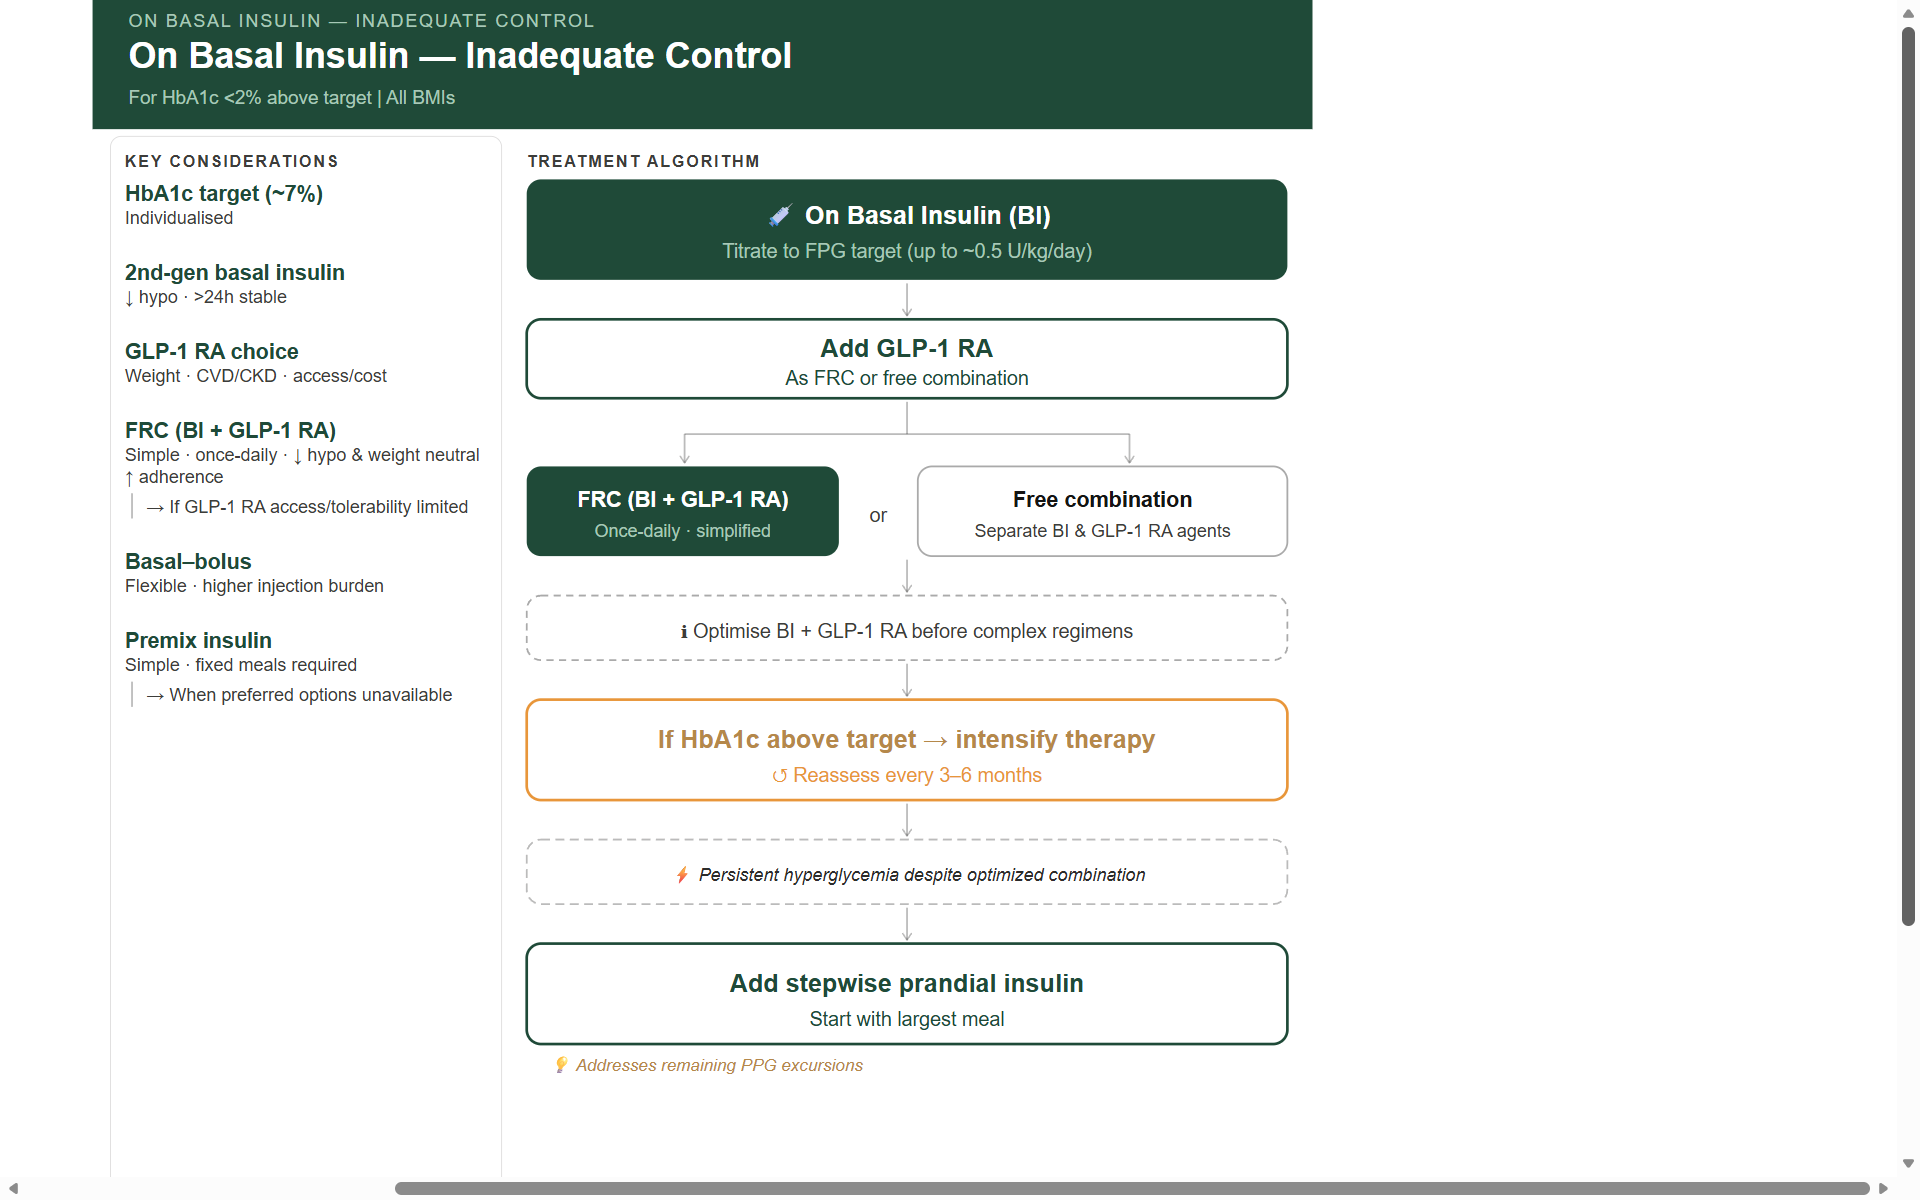 ON BASAL INSULIN — INADEQUATE CONTROL
On Basal Insulin — Inadequate Control
For HbA1c <2% above target | All BMIs
KEY CONSIDERATIONS
HbA1c target (~7%)
Individualised
2nd-gen basal insulin
↓ hypo · >24h stable
GLP-1 RA choice
Weight · CVD/CKD · access/cost
FRC (BI + GLP-1 RA)
Simple · once-daily · ↓ hypo & weight neutral
↑ adherence
→ If GLP-1 RA access/tolerability limited
Basal–bolus
Flexible · higher injection burden
Premix insulin
Simple · fixed meals required
→ When preferred options unavailable
TREATMENT ALGORITHM
💉 On Basal Insulin (BI)
Titrate to FPG target (up to ~0.5 U/kg/day)
Add GLP-1 RA
As FRC or free combination
FRC (BI + GLP-1 RA)
Once-daily · simplified
or
Free combination
Separate BI & GLP-1 RA agents
ℹ Optimise BI + GLP-1 RA before complex regimens
If HbA1c above target → intensify therapy
↺ Reassess every 3–6 months
⚡ Persistent hyperglycemia despite optimized combination
Add stepwise prandial insulin
Start with largest meal
💡 Addresses remaining PPG excursions